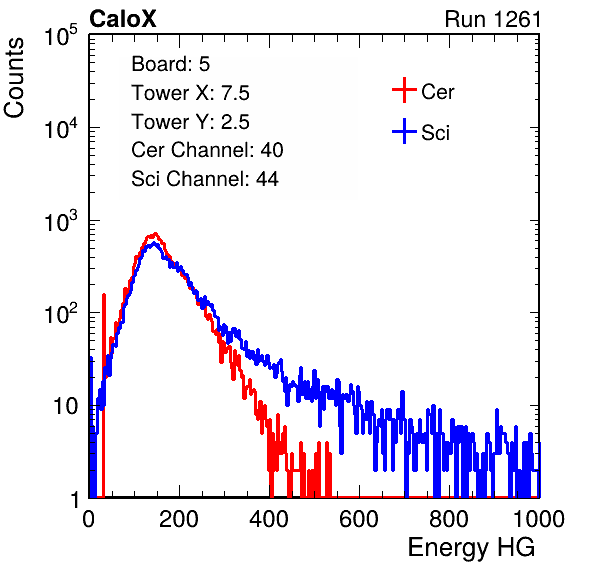 CaloX Run 1261
Counts
Board: 5
Tower X: 7.5
Tower Y: 2.5
Cer Channel: 40
Sci Channel: 44
Cer
Sci
10^5
10^4
10^3
10^2
10
1
0 200 400 600 800 1000
Energy HG